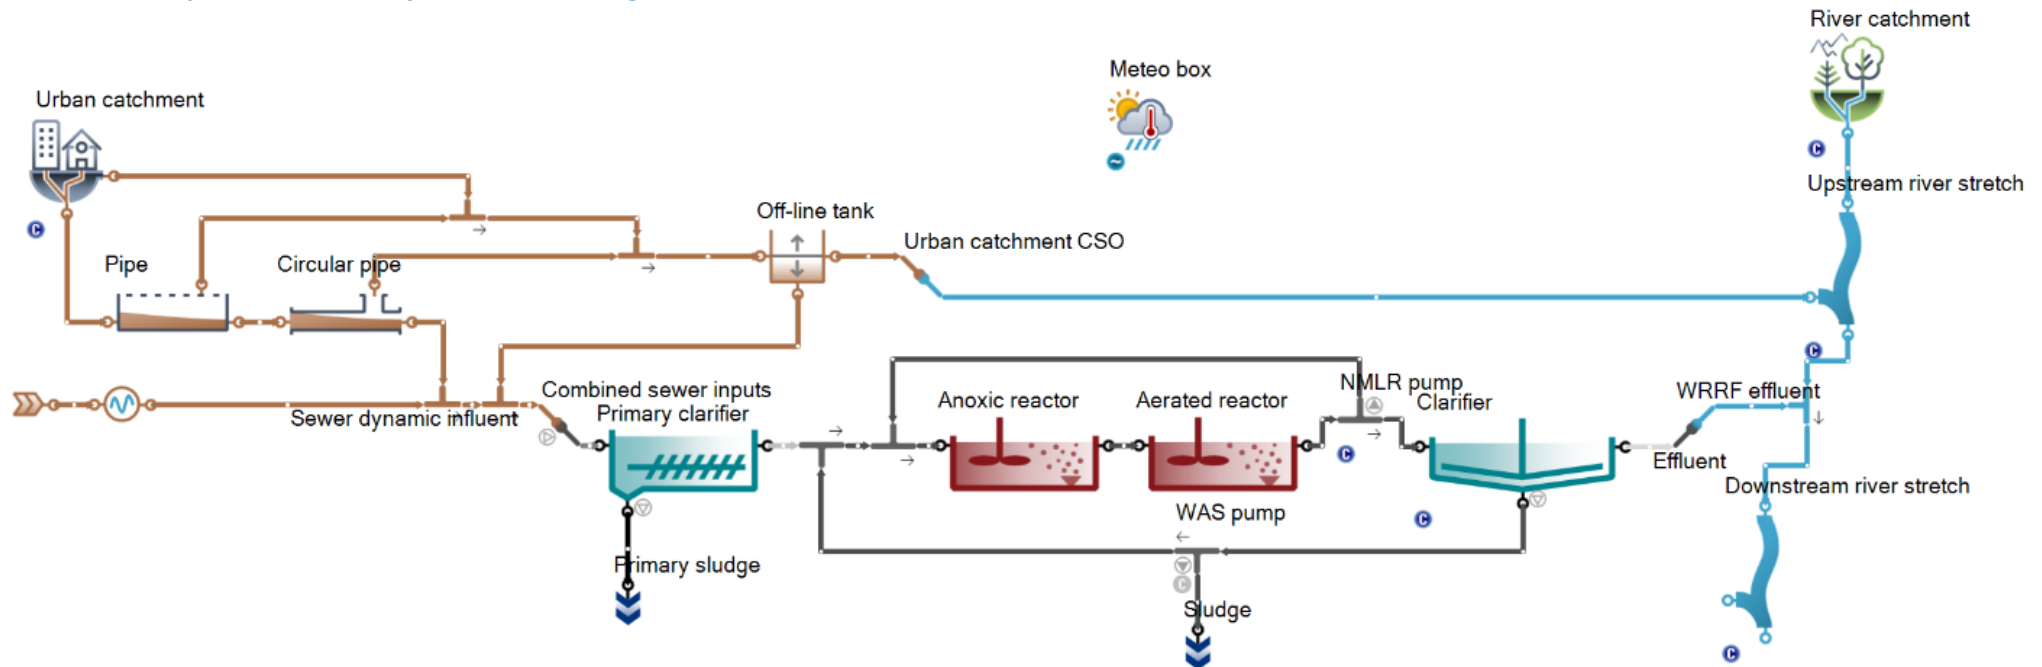 River catchment
Meteo box
Urban catchment
C
Upstream river stretch
Off-line tank
C
Urban catchment CSO
Pipe
Circular pipe
C
NMLR pump
WRRF effluent
Combined sewer inputs
Primary clarifier
Anoxic reactor
Aerated reactor
Clarifier
Sewer dynamic influent
C
Effluent
Downstream river stretch
WAS pump
C
Primary sludge
C
Sludge
C